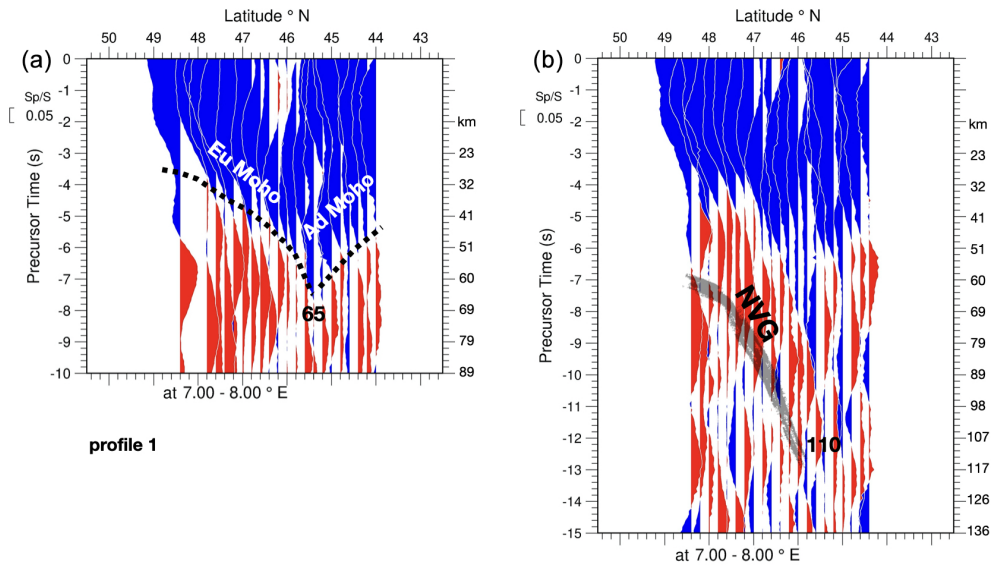 Latitude ° N
50 49 48 47 46 45 44 43
(a)
Sp/S
0.05
Precursor Time (s)
0
-1
-2
-3
-4
-5
-6
-7
-8
-9
-10
km
23
32
41
51
60
69
79
89
Eu Moho
Ad Moho
65
at 7.00 - 8.00 ° E
profile 1
Latitude ° N
50 49 48 47 46 45 44 43
(b)
Sp/S
0.05
Precursor Time (s)
0
-1
-2
-3
-4
-5
-6
-7
-8
-9
-10
-11
-12
-13
-14
-15
km
23
32
41
51
60
69
79
89
98
107
117
126
136
NVG
110
at 7.00 - 8.00 ° E